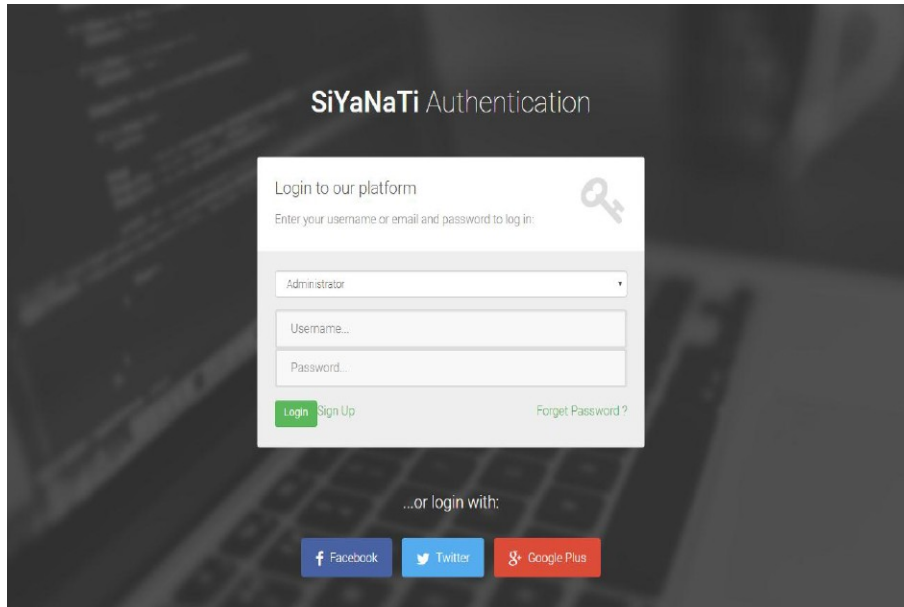 SiYaNaTi Authentication
Login to our platform
Enter your username or email and password to log in:
Administrator
Username...
Password...
Login Sign Up Forget Password ?
...or login with:
Facebook Twitter Google Plus